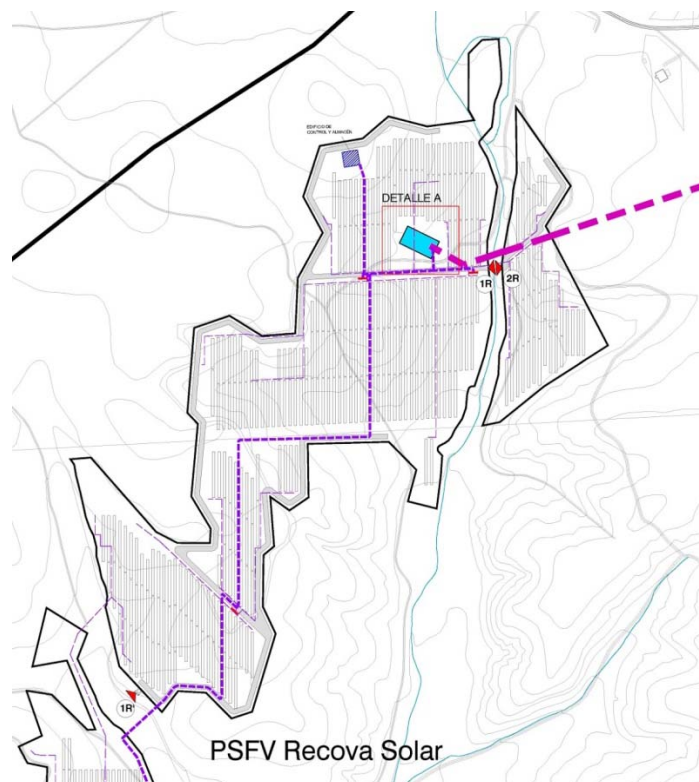 EDIFICIO DE
CONTROL Y ALMACÉN
DETALLE A
1R
2R
1R'
PSFV Recova Solar